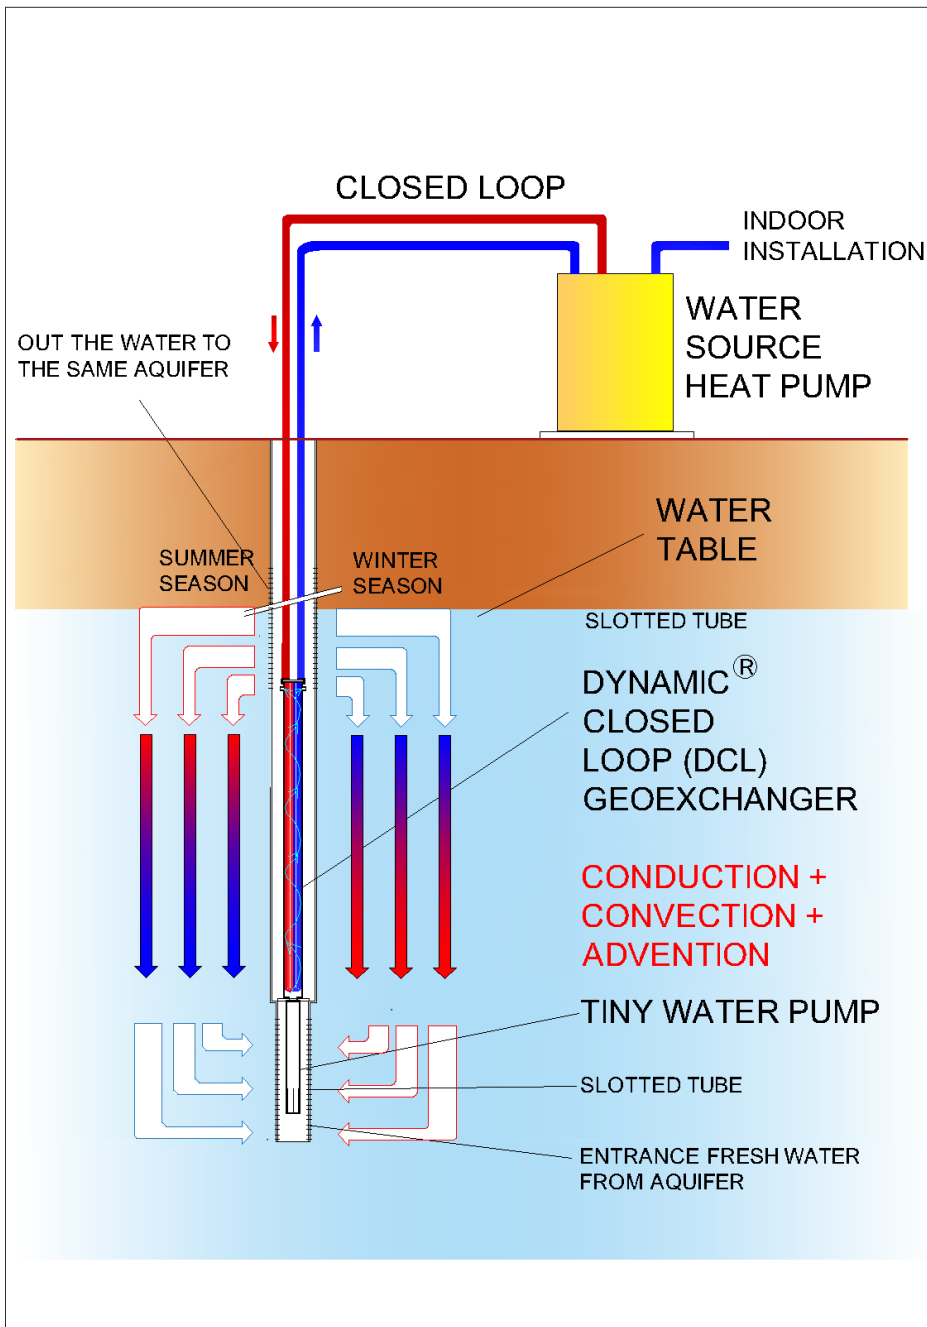 CLOSED LOOP
INDOOR
INSTALLATION
WATER
SOURCE
HEAT PUMP
OUT THE WATER TO
THE SAME AQUIFER
WATER
TABLE
SUMMER
SEASON
WINTER
SEASON
SLOTTED TUBE
DYNAMIC®
CLOSED
LOOP (DCL)
GEOEXCHANGER
CONDUCTION +
CONVECTION +
ADVENTION
TINY WATER PUMP
SLOTTED TUBE
ENTRANCE FRESH WATER
FROM AQUIFER